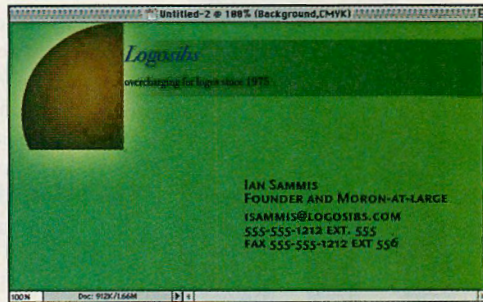 Untitled-2 @ 100% (Background,CMYK)
Logosibs
overcharging for logos since 1975
IAN SAMMIS
FOUNDER AND MORON-AT-LARGE
ISAMMIS@LOGOSIBS.COM
555-555-1212 EXT. 555
FAX 555-555-1212 EXT 556
100% Doc: 912K/1.66M